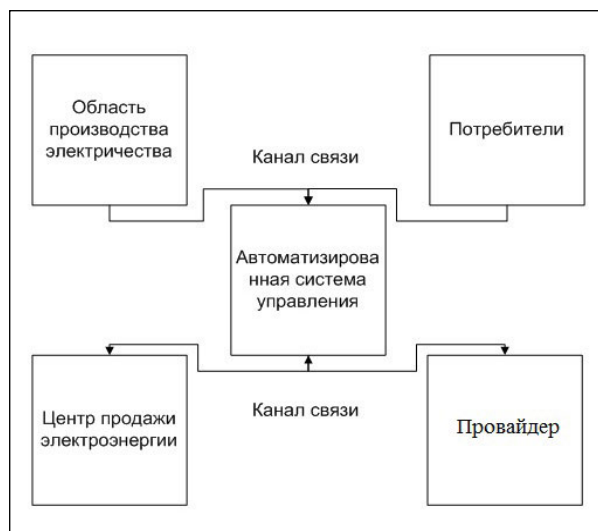 Область
производства
электричества
Потребители
Канал связи
Автоматизирова
нная система
управления
Центр продажи
электроэнергии
Канал связи
Провайдер